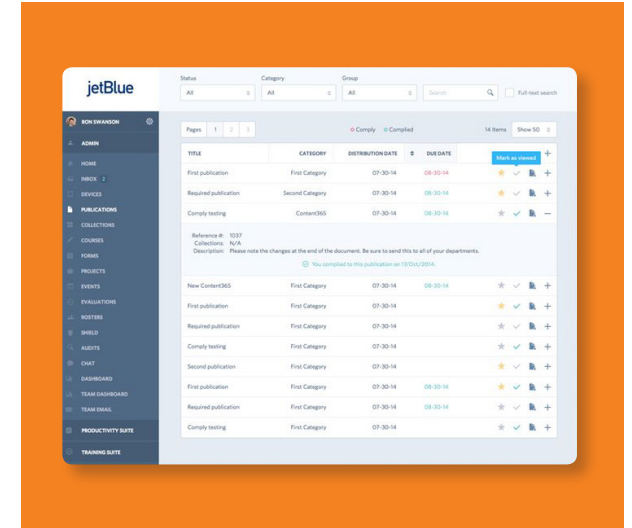 jetBlue
Status Category Group
All All All Search Full text search
RON SWANSON
ADMIN
HOME
INBOX 2
DEVICES
PUBLICATIONS
COLLECTIONS
COURSES
FORMS
PROJECTS
EVENTS
EVALUATIONS
ROSTERS
SHIELD
AUDITS
CHAT
DASHBOARD
TEAM DASHBOARD
TEAM EMAIL
PRODUCTIVITY SUITE
TRAINING SUITE
Pages 1 2 3 Comply Complied 14 Items Show 50
Mark as viewed
TITLE CATEGORY DISTRIBUTION DATE DUE DATE
First publication First Category 07-30-14 08-30-14
Required publication Second Category 07-30-14 08-30-14
Comply testing Content365 07-30-14 08-30-14
Reference #: 1037
Collections: N/A
Description: Please note the changes at the end of the document. Be sure to send this to all of your departments.
You complied to this publication on 17/Oct/2014.
New Content365 First Category 07-30-14 08-30-14
First publication First Category 07-30-14
Required publication First Category 07-30-14
Comply testing First Category 07-30-14
Second publication First Category 07-30-14
First publication First Category 07-30-14 08-30-14
Required publication First Category 07-30-14 08-30-14
Comply testing First Category 07-30-14